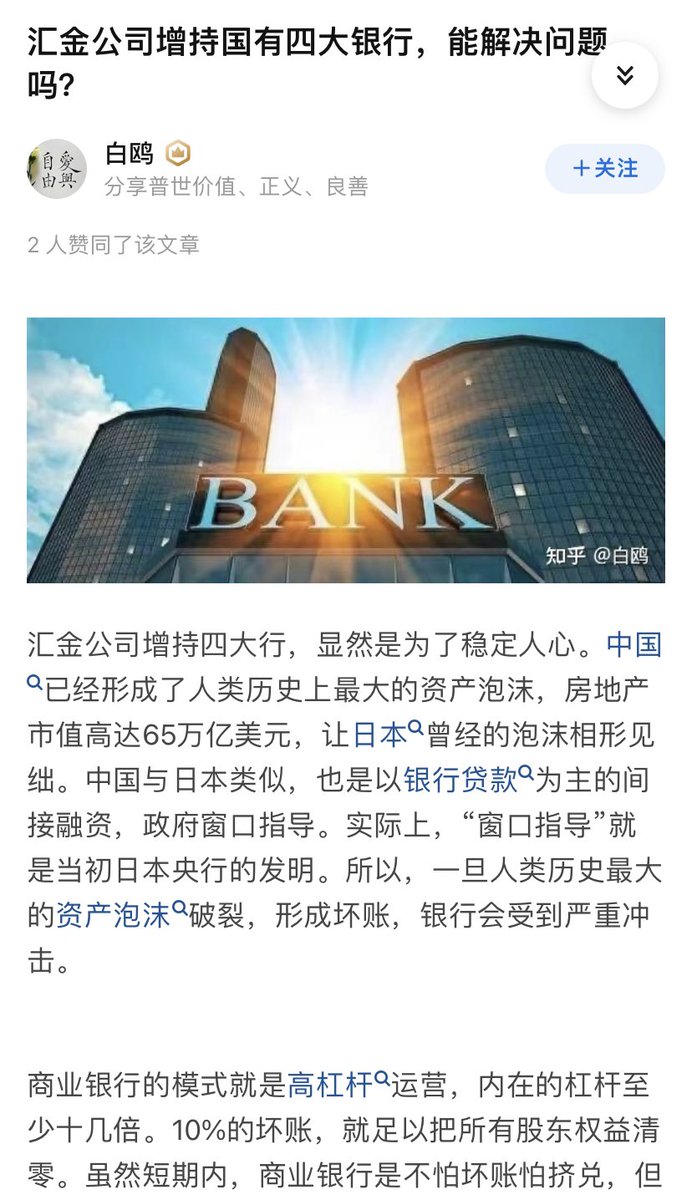 汇金公司增持国有四大银行，能解决问题
吗?
自愛
由與
白鸥
分享普世价值、正义、良善
+关注
2 人赞同了该文章
BANK
知乎 @白鸥
汇金公司增持四大行，显然是为了稳定人心。中国
已经形成了人类历史上最大的资产泡沫，房地产
市值高达65万亿美元，让日本曾经的泡沫相形见
绌。中国与日本类似，也是以银行贷款为主的间
接融资，政府窗口指导。实际上，“窗口指导”就
是当初日本央行的发明。所以，一旦人类历史最大
的资产泡沫破裂，形成坏账，银行会受到严重冲
击。
商业银行的模式就是高杠杆运营，内在的杠杆至
少十几倍。10%的坏账，就足以把所有股东权益清
零。虽然短期内，商业银行是不怕坏账怕挤兑，但